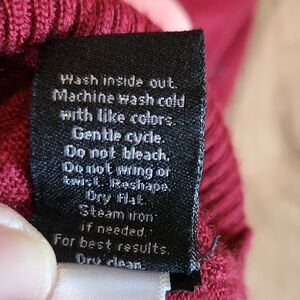 Wash inside out.
Machine wash cold
with like colors.
Gentle cycle.
Do not bleach.
Do not wring or
twist. Reshape.
Dry flat.
Steam iron
if needed.
For best results.
Dry clean.